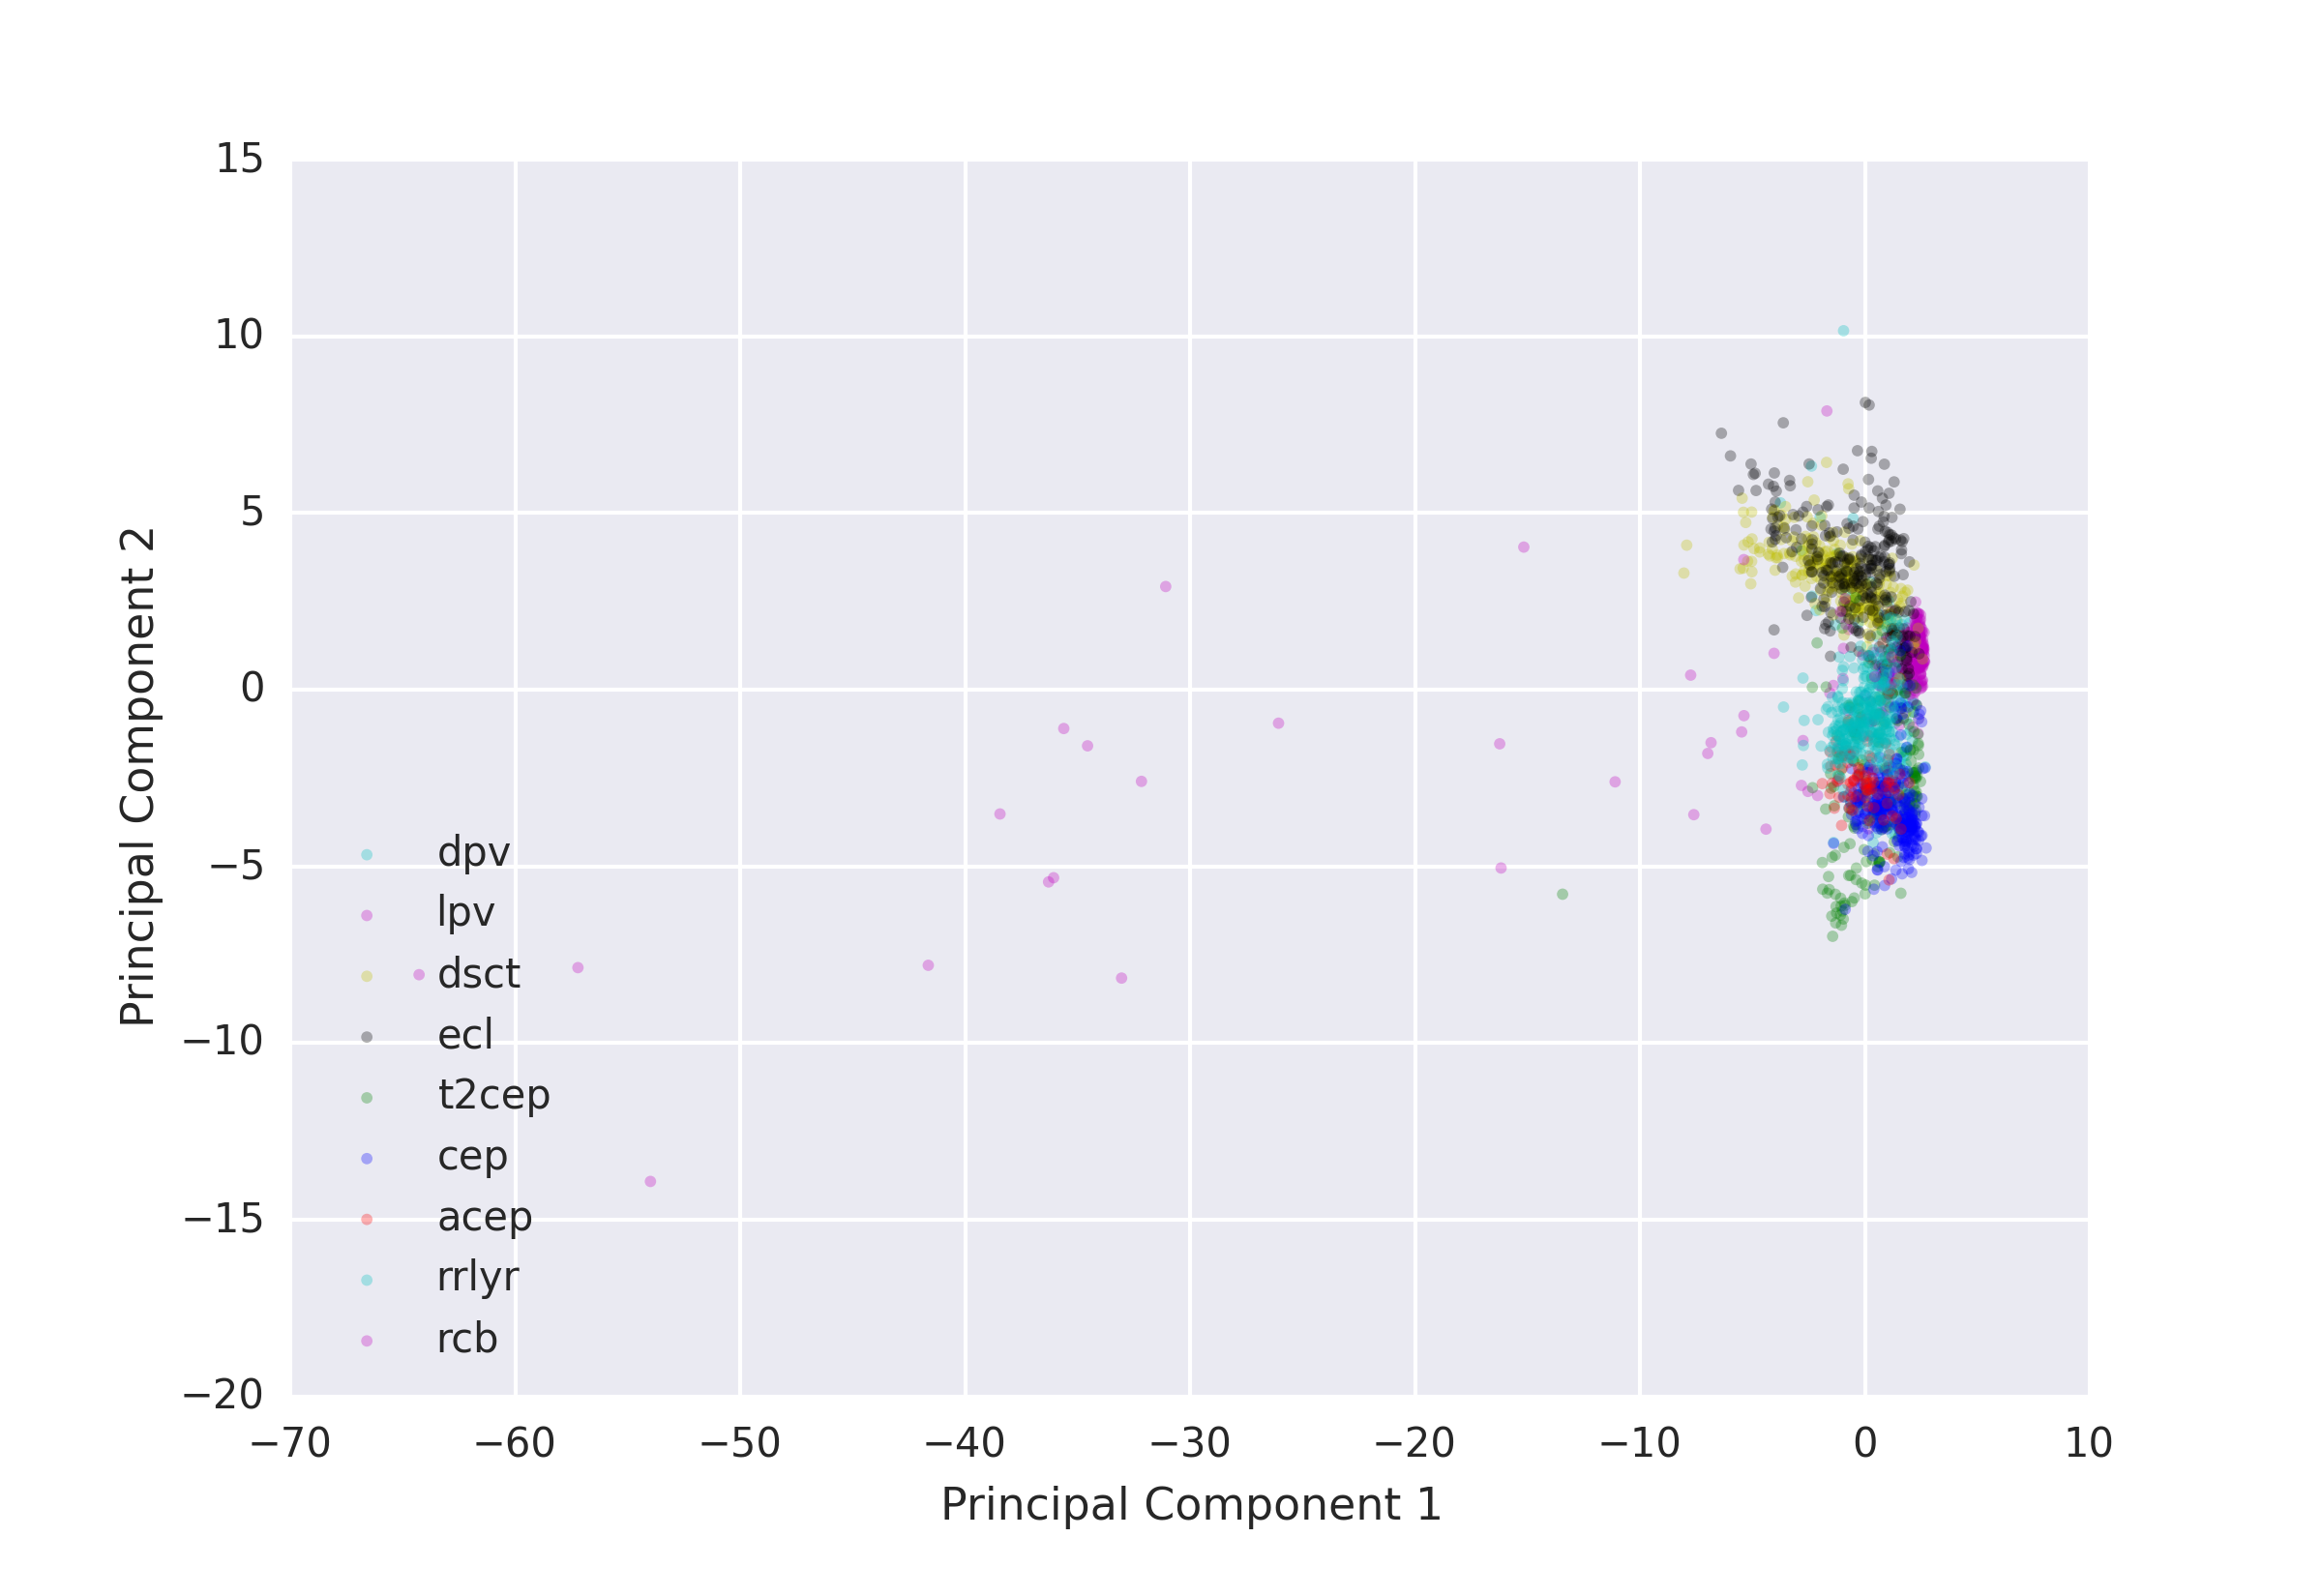 15
10
5
0
−5
−10
−15
−20
Principal Component 2
dpv
lpv
dsct
ecl
t2cep
cep
acep
rrlyr
rcb
−70 −60 −50 −40 −30 −20 −10 0 10
Principal Component 1